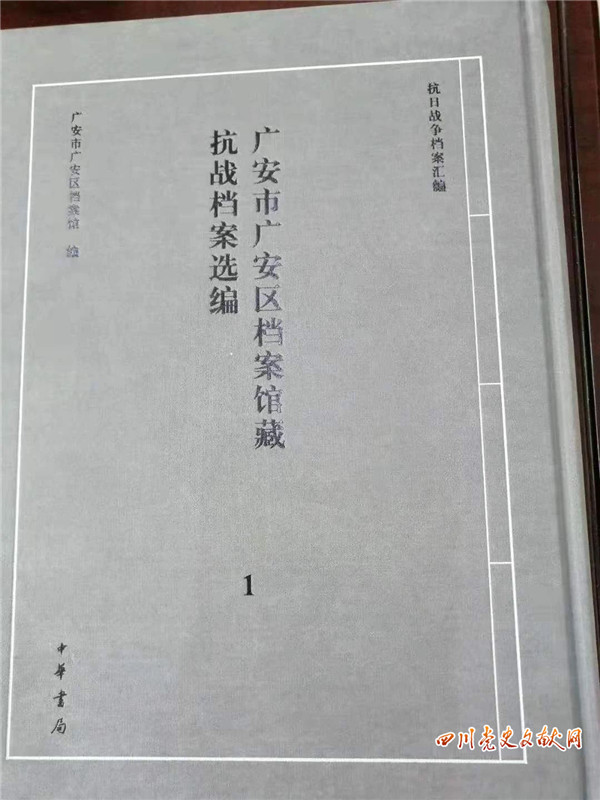 抗日战争档案汇编
广安市广安区档案馆藏
抗战档案选编
1
广安市广安区档案馆 编
中华书局
四川党史文献网